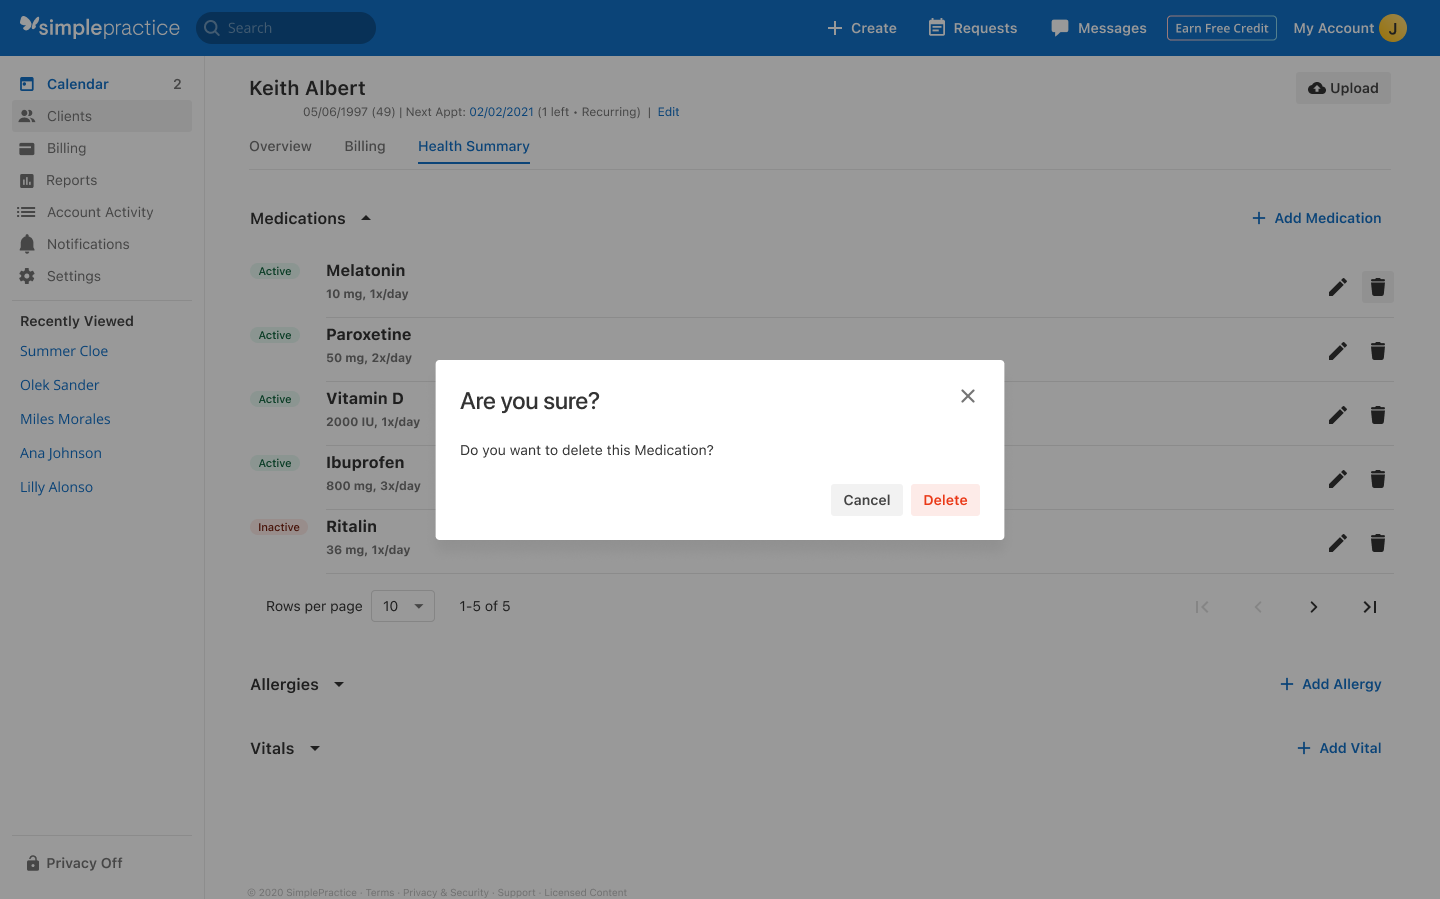 simplepractice
Search
Create
Requests
Messages
Earn Free Credit
My Account
J
Calendar 2
Clients
Billing
Reports
Account Activity
Notifications
Settings
Recently Viewed
Summer Cloe
Olek Sander
Miles Morales
Ana Johnson
Lilly Alonso
Privacy Off
Keith Albert
Upload
05/06/1997 (49) | Next Appt: 02/02/2021 (1 left • Recurring) | Edit
Overview Billing Health Summary
Medications
Add Medication
Active Melatonin
10 mg, 1x/day
Active Paroxetine
50 mg, 2x/day
Active Vitamin D
2000 IU, 1x/day
Active Ibuprofen
800 mg, 3x/day
Inactive Ritalin
36 mg, 1x/day
Are you sure?
Do you want to delete this Medication?
Cancel Delete
Rows per page 10 1-5 of 5
Allergies
Add Allergy
Vitals
Add Vital
© 2020 SimplePractice · Terms · Privacy & Security · Support · Licensed Content